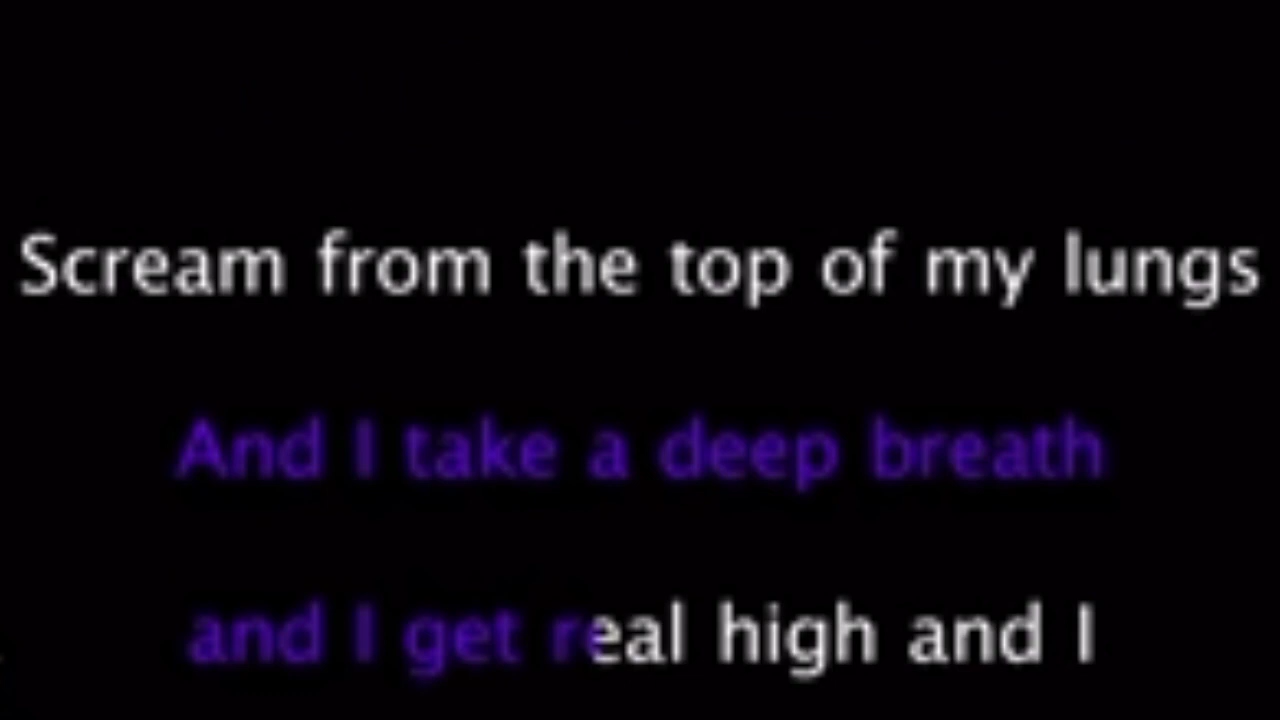 Scream from the top of my lungs
And I take a deep breath
and I get real high and I